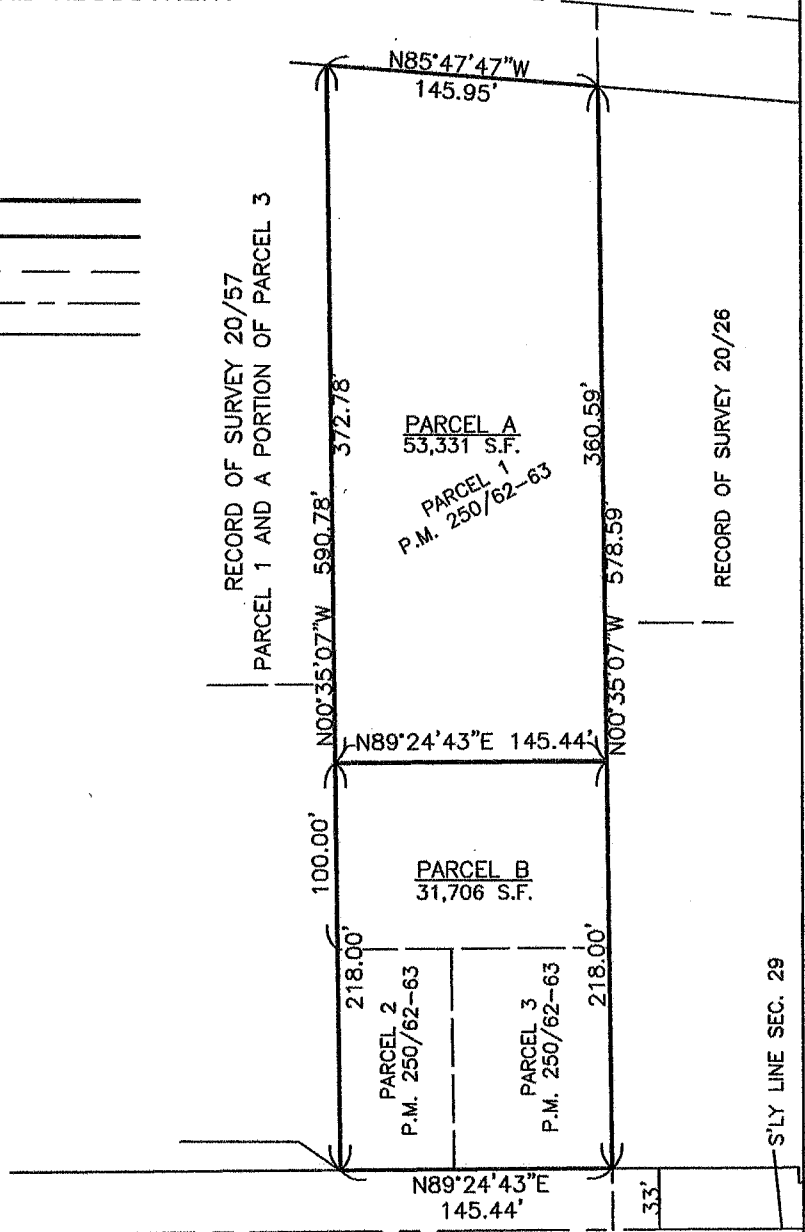 N85°47'47"W
145.95'
RECORD OF SURVEY 20/57
PARCEL 1 AND A PORTION OF PARCEL 3
372.78'
PARCEL A
53,331 S.F.
PARCEL 1
P.M. 250/62-63
360.59'
RECORD OF SURVEY 20/26
N00°35'07"W 590.78'
N00°35'07"W 578.59'
N89°24'43"E 145.44'
100.00'
PARCEL B
31,706 S.F.
218.00'
PARCEL 2
P.M. 250/62-63
PARCEL 3
P.M. 250/62-63
218.00'
S'LY LINE SEC. 29
N89°24'43"E
145.44'
33'